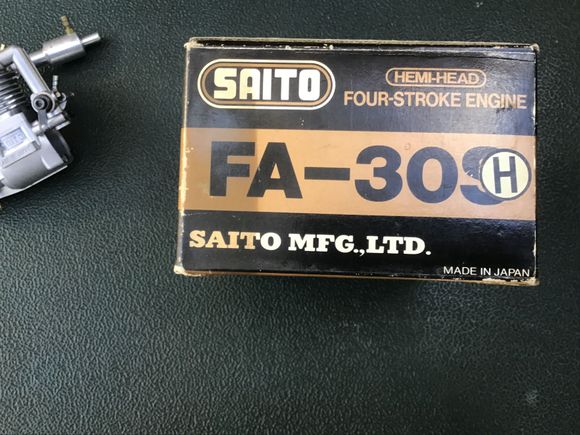 SAITO
HEMI-HEAD
FOUR-STROKE ENGINE
FA-30S H
SAITO MFG.,LTD.
MADE IN JAPAN